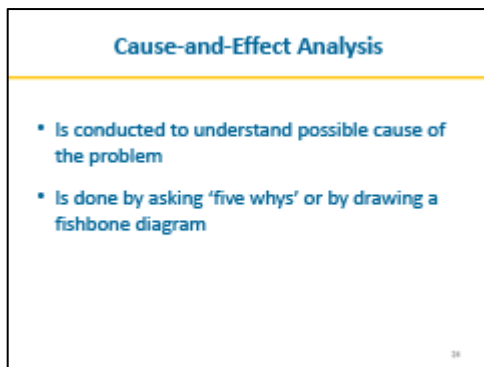 Cause-and-Effect Analysis
• Is conducted to understand possible cause of
the problem
• Is done by asking ‘five whys’ or by drawing a
fishbone diagram